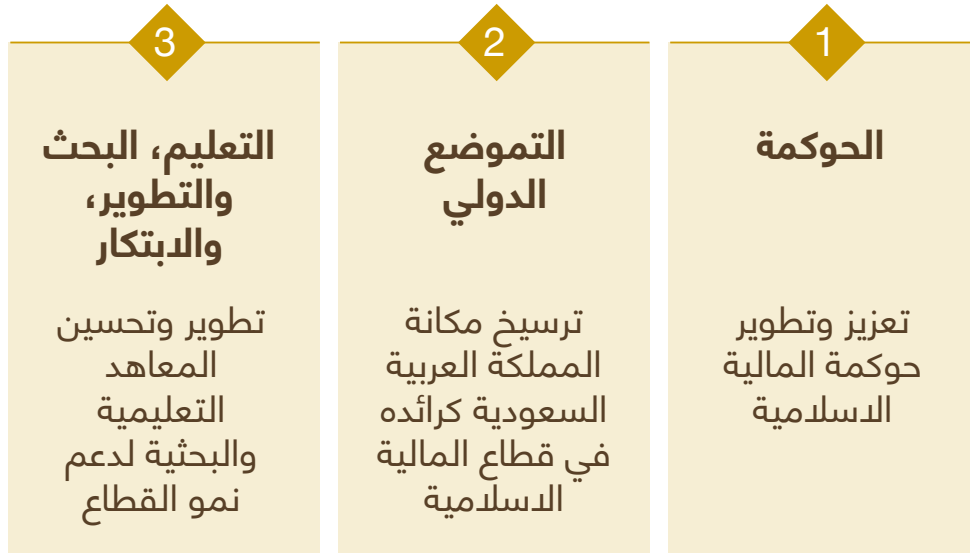 1
الحوكمة
تعزيز وتطوير
حوكمة المالية
الاسلامية
2
التموضع
الدولي
ترسيخ مكانة
المملكة العربية
السعودية كرائده
في قطاع المالية
الاسلامية
3
التعليم، البحث
والتطوير،
والابتكار
تطوير وتحسين
المعاهد
التعليمية
والبحثية لدعم
نمو القطاع